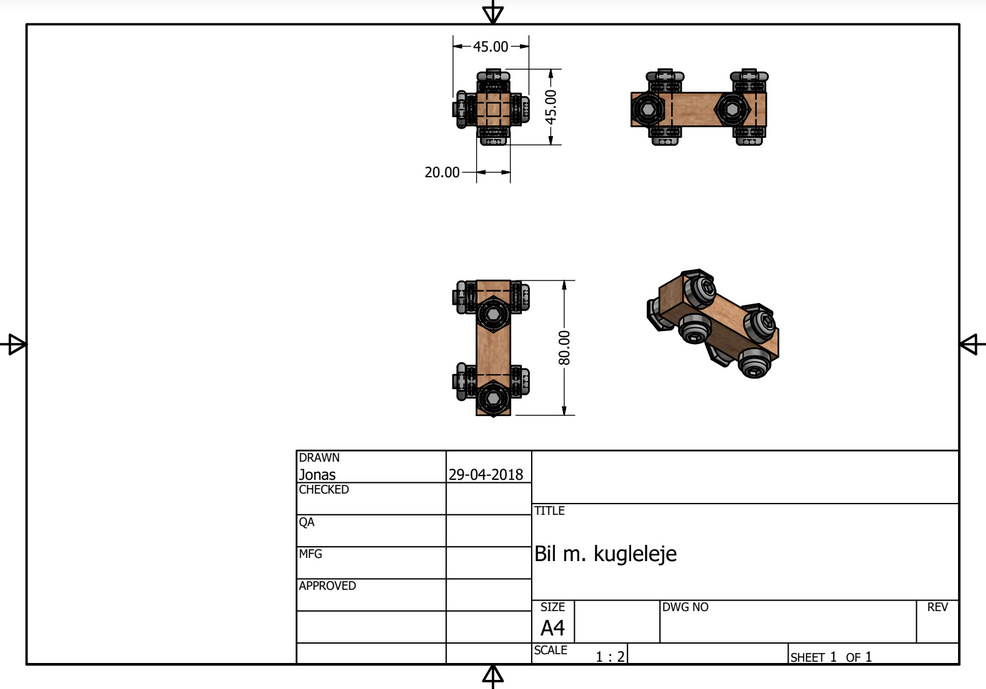 45.00
45.00
20.00
80.00
DRAWN
Jonas
29-04-2018
CHECKED
QA
MFG
APPROVED
TITLE
Bil m. kugleleje
SIZE
A4
DWG NO
REV
SCALE
1 : 2
SHEET 1 OF 1